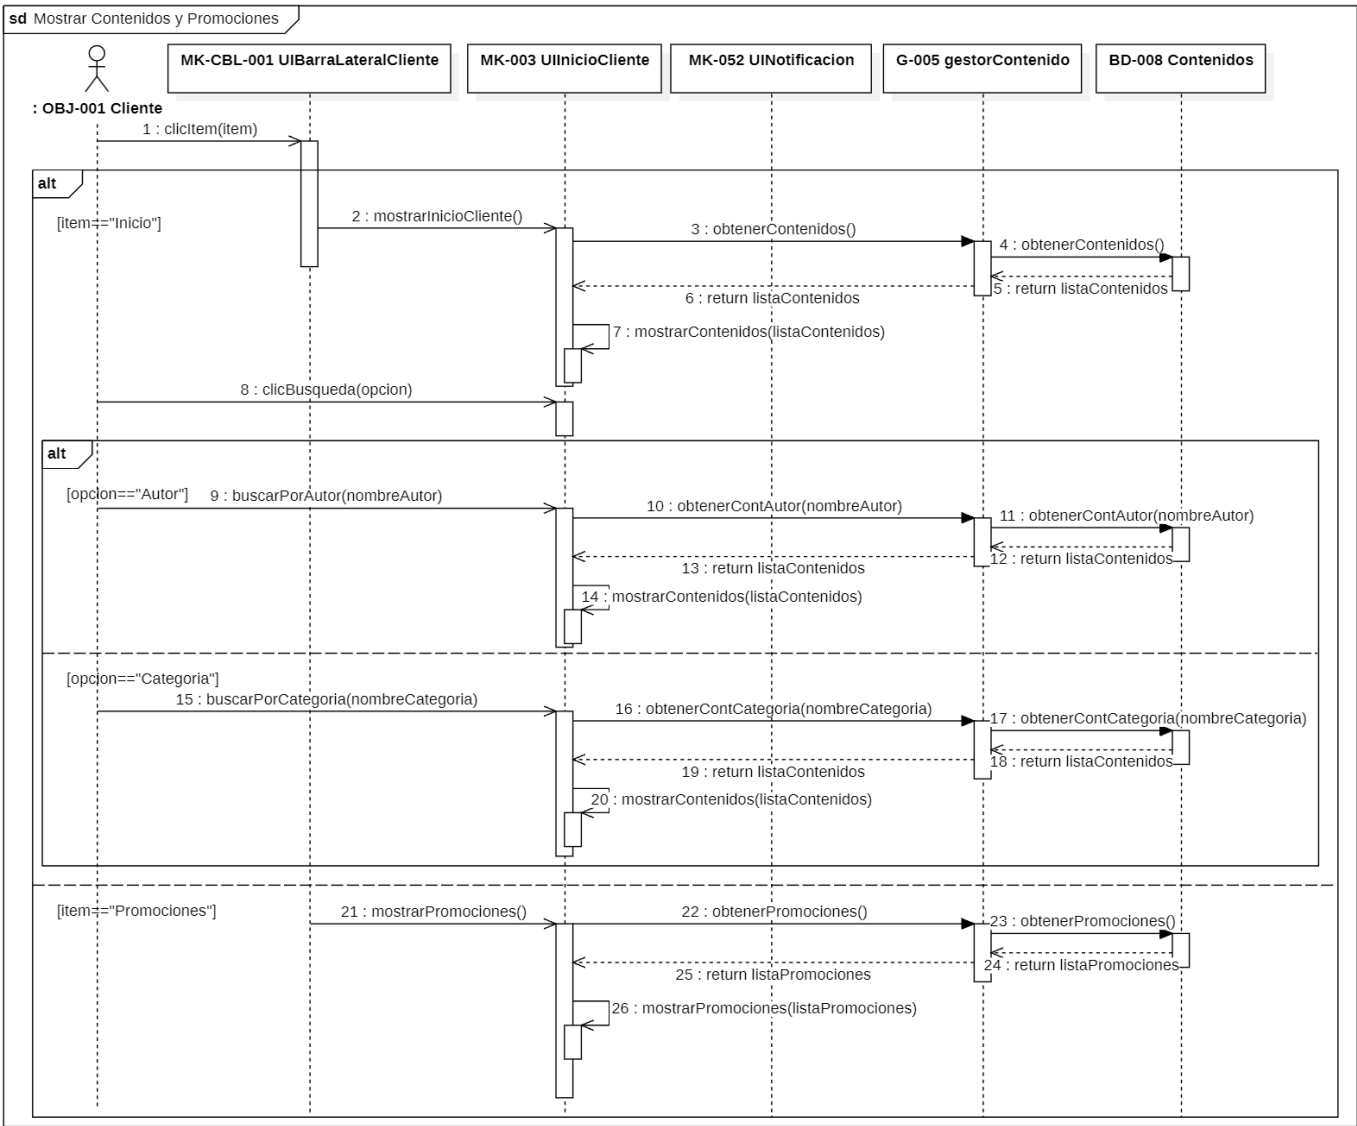 sd Mostrar Contenidos y Promociones
MK-CBL-001 UIBarraLateralCliente
MK-003 UIInicioCliente
MK-052 UINotificacion
G-005 gestorContenido
BD-008 Contenidos
: OBJ-001 Cliente
1 : clicItem(item)
alt
[item=="Inicio"]
2 : mostrarInicioCliente()
3 : obtenerContenidos()
4 : obtenerContenidos()
5 : return listaContenidos
6 : return listaContenidos
7 : mostrarContenidos(listaContenidos)
8 : clicBusqueda(opcion)
alt
[opcion=="Autor"]
9 : buscarPorAutor(nombreAutor)
10 : obtenerContAutor(nombreAutor)
11 : obtenerContAutor(nombreAutor)
12 : return listaContenidos
13 : return listaContenidos
14 : mostrarContenidos(listaContenidos)
[opcion=="Categoria"]
15 : buscarPorCategoria(nombreCategoria)
16 : obtenerContCategoria(nombreCategoria)
17 : obtenerContCategoria(nombreCategoria)
18 : return listaContenidos
19 : return listaContenidos
20 : mostrarContenidos(listaContenidos)
[item=="Promociones"]
21 : mostrarPromociones()
22 : obtenerPromociones()
23 : obtenerPromociones()
24 : return listaPromociones
25 : return listaPromociones
26 : mostrarPromociones(listaPromociones)